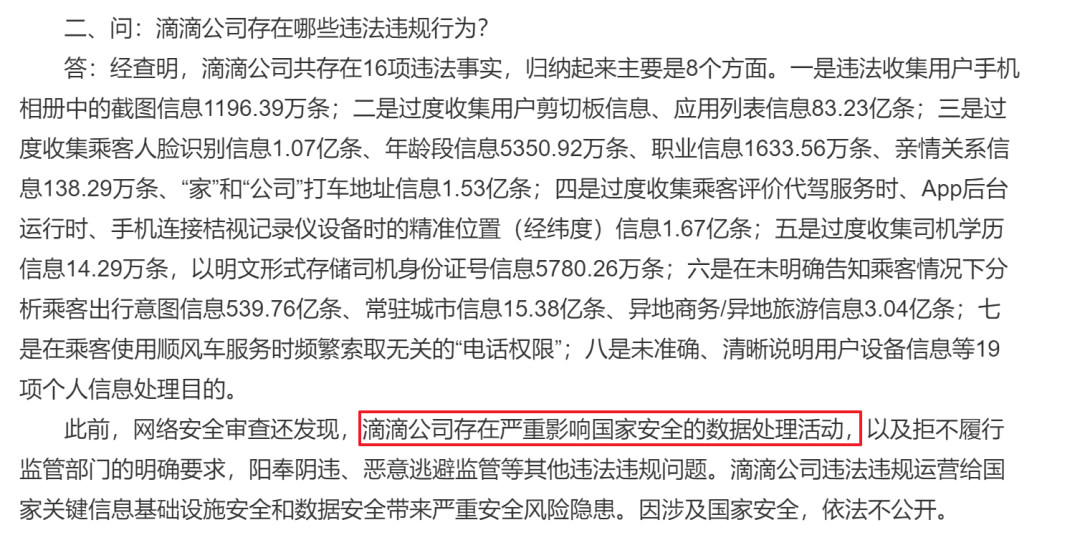 二、问：滴滴公司存在哪些违法违规行为？
答：经查明，滴滴公司共存在16项违法事实，归纳起来主要是8个方面。一是违法收集用户手机
相册中的截图信息1196.39万条；二是过度收集用户剪切板信息、应用列表信息83.23亿条；三是过
度收集乘客人脸识别信息1.07亿条、年龄段信息5350.92万条、职业信息1633.56万条、亲情关系信
息138.29万条、“家”和“公司”打车地址信息1.53亿条；四是过度收集乘客评价代驾服务时、App后台
运行时、手机连接桔视记录仪设备时的精准位置（经纬度）信息1.67亿条；五是过度收集司机学历
信息14.29万条，以明文形式存储司机身份证号信息5780.26万条；六是在未明确告知乘客情况下分
析乘客出行意图信息539.76亿条、常驻城市信息15.38亿条、异地商务/异地旅游信息3.04亿条；七
是在乘客使用顺风车服务时频繁索取无关的“电话权限”；八是未准确、清晰说明用户设备信息等19
项个人信息处理目的。
此前，网络安全审查还发现，滴滴公司存在严重影响国家安全的数据处理活动，以及拒不履行
监管部门的明确要求，阳奉阴违、恶意逃避监管等其他违法违规问题。滴滴公司违法违规运营给国
家关键信息基础设施安全和数据安全带来严重安全风险隐患。因涉及国家安全，依法不公开。